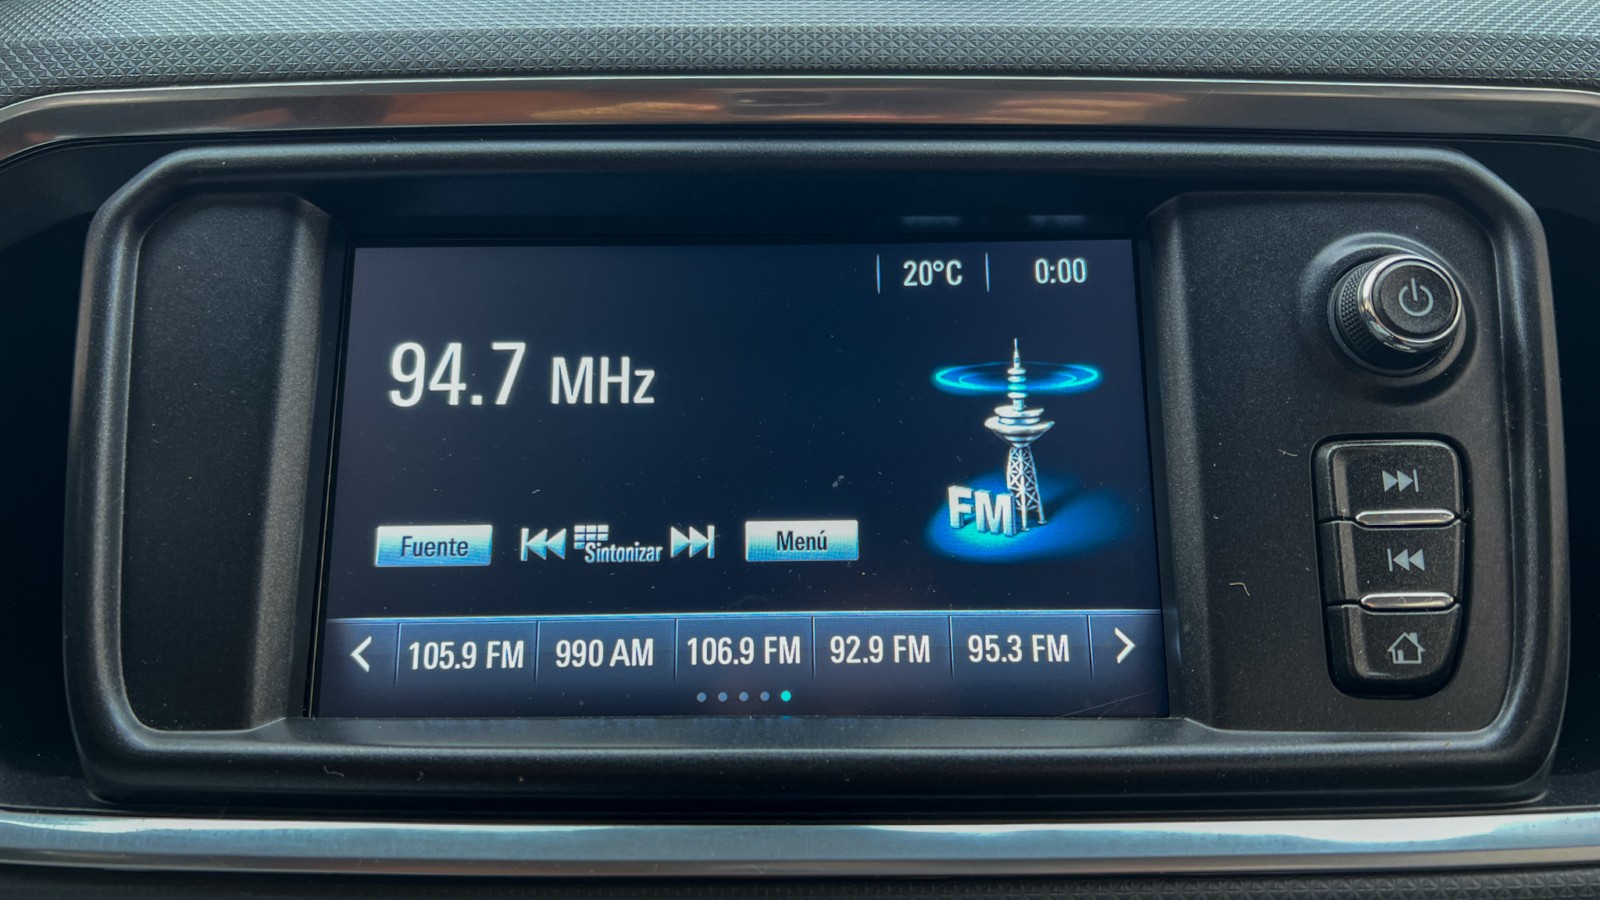 20°C 0:00
94.7 MHz
FM
Fuente Sintonizar Menú
105.9 FM 990 AM 106.9 FM 92.9 FM 95.3 FM